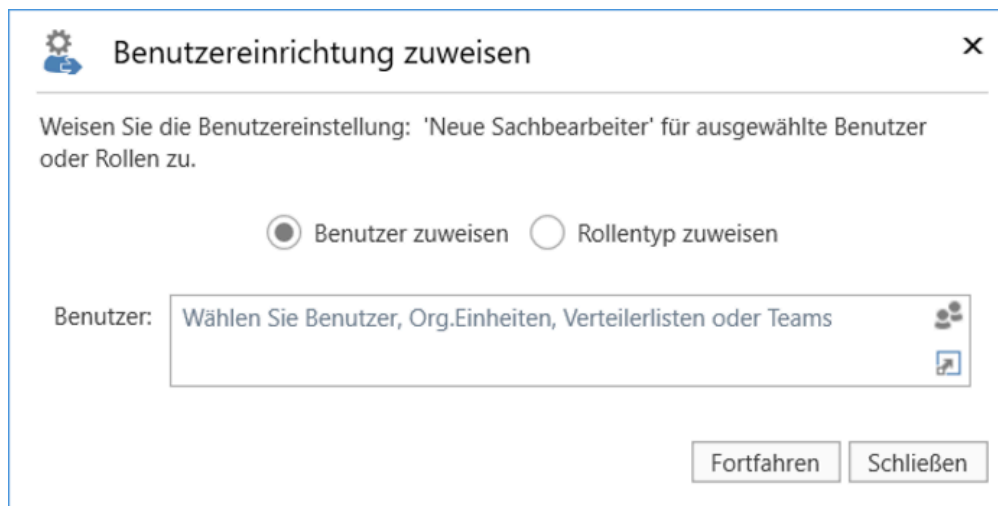 Benutzereinrichtung zuweisen
Weisen Sie die Benutzereinstellung:  'Neue Sachbearbeiter' für ausgewählte Benutzer
oder Rollen zu.
Benutzer zuweisen
Rollentyp zuweisen
Benutzer:
Wählen Sie Benutzer, Org.Einheiten, Verteilerlisten oder Teams
Fortfahren
Schließen